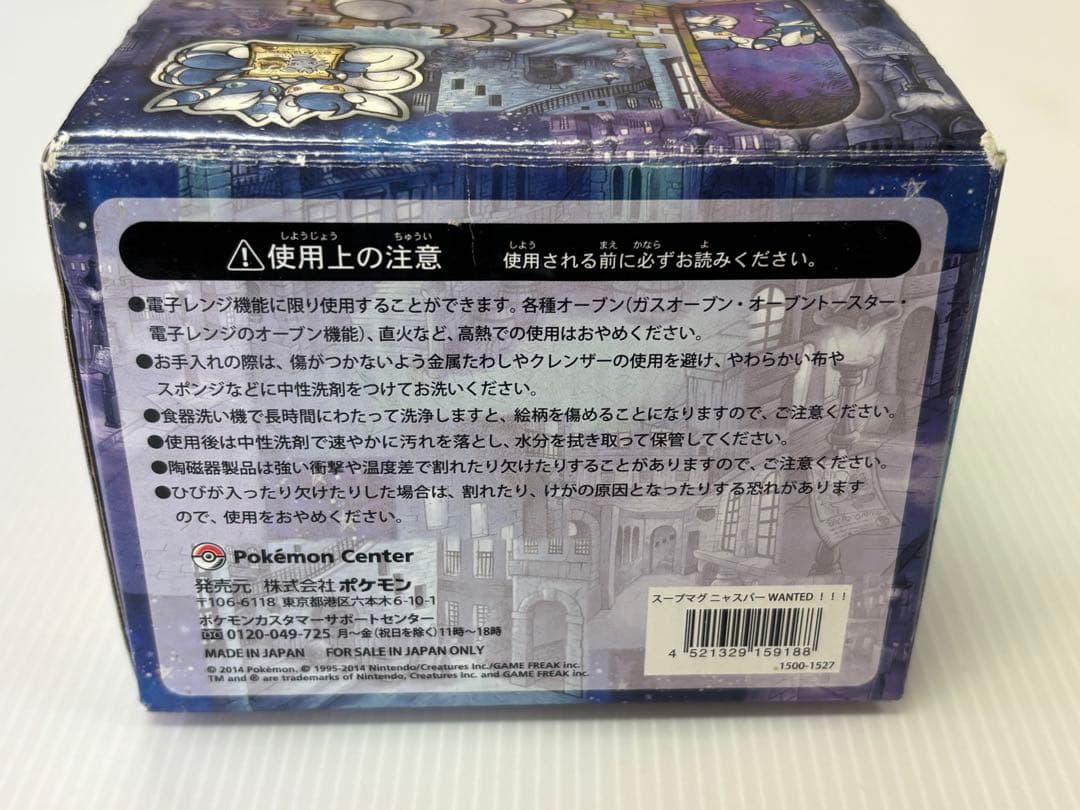 しようじょう ちゅうい
⚠使用上の注意
しよう まえ かなら よ
使用される前に必ずお読みください。
●電子レンジ機能に限り使用することができます。各種オーブン(ガスオーブン・オーブントースター・
電子レンジのオーブン機能)、直火など、高熱での使用はおやめください。
●お手入れの際は、傷がつかないよう金属たわしやクレンザーの使用を避け、やわらかい布や
スポンジなどに中性洗剤をつけてお洗いください。
●食器洗い機で長時間にわたって洗浄しますと、絵柄を傷めることになりますので、ご注意ください。
●使用後は中性洗剤で速やかに汚れを落とし、水分を拭き取って保管してください。
●陶磁器製品は強い衝撃や温度差で割れたり欠けたりすることがありますので、ご注意ください。
●ひびが入ったり欠けたりした場合は、割れたり、けがの原因となったりする恐れがあります
ので、使用をおやめください。
Pokémon Center
発売元 株式会社ポケモン
〒106-6118 東京都港区六本木6-10-1
ポケモンカスタマーサポートセンター
0120-049-725 月～金(祝日を除く)11時～18時
MADE IN JAPAN FOR SALE IN JAPAN ONLY
© 2014 Pokémon. © 1995-2014 Nintendo/Creatures Inc./GAME FREAK inc.
TM and ® are trademarks of Nintendo, Creatures Inc. and GAME FREAK inc.
スープマグ ニャスパー WANTED！！！
4 521329 159188
1500-1527